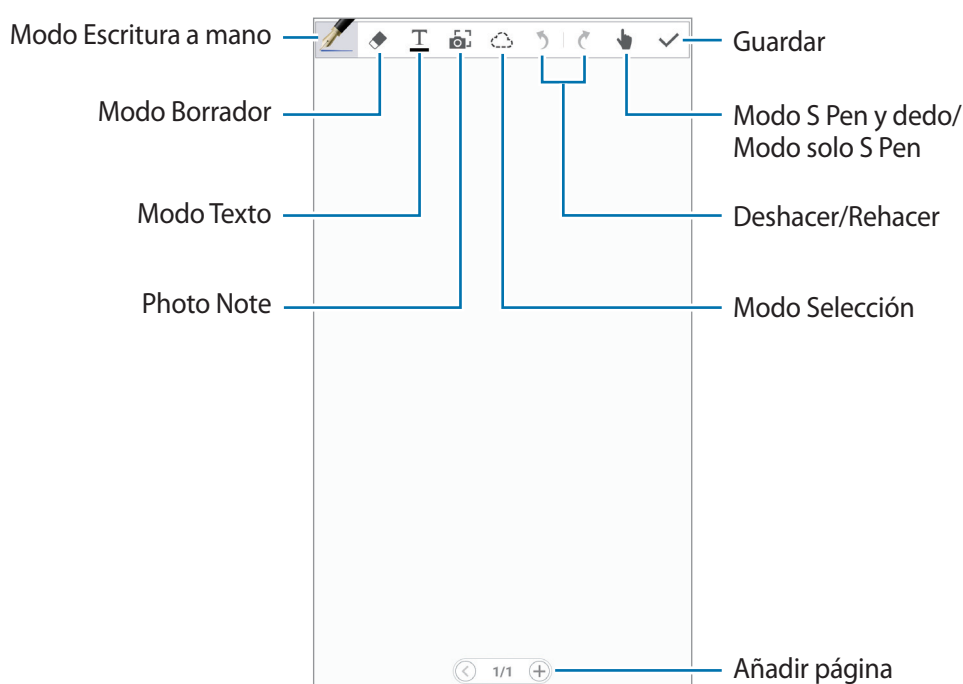 Modo Escritura a mano
Modo Borrador
Modo Texto
Photo Note
T
Guardar
Modo S Pen y dedo/
Modo solo S Pen
Deshacer/Rehacer
Modo Selección
1/1
Añadir página